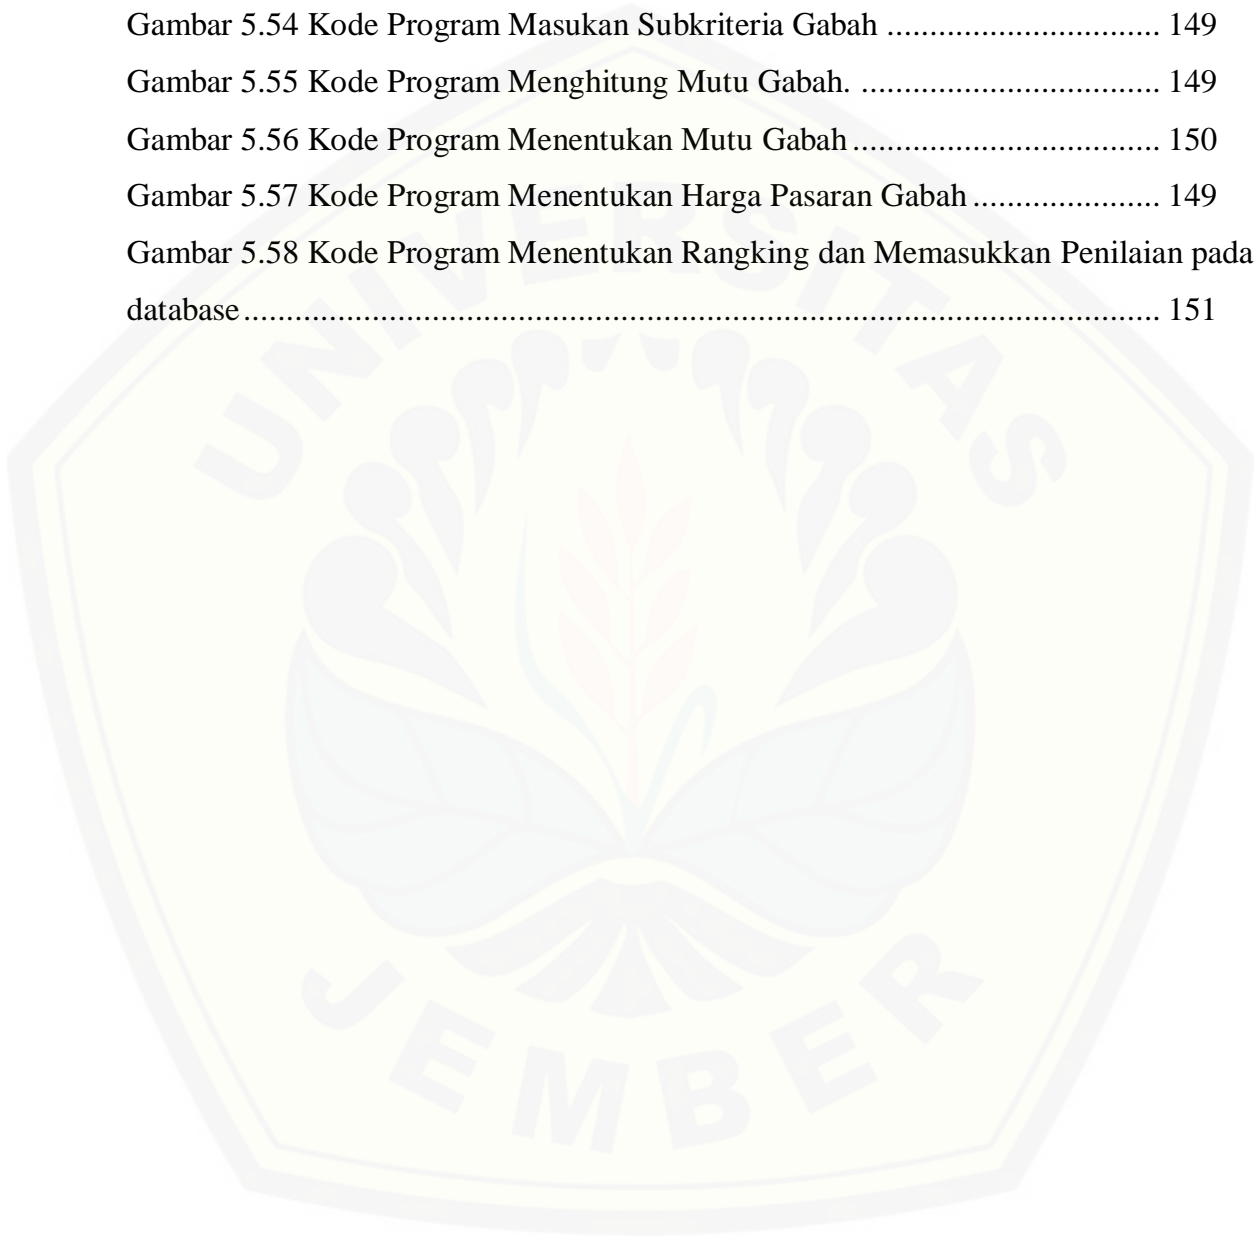 Gambar 5.54 Kode Program Masukan Subkriteria Gabah ................................ 149
Gambar 5.55 Kode Program Menghitung Mutu Gabah. ................................... 149
Gambar 5.56 Kode Program Menentukan Mutu Gabah .................................... 150
Gambar 5.57 Kode Program Menentukan Harga Pasaran Gabah ...................... 149
Gambar 5.58 Kode Program Menentukan Rangking dan Memasukkan Penilaian pada
database ........................................................................................................... 151
UNIVERSITAS
JEMBER